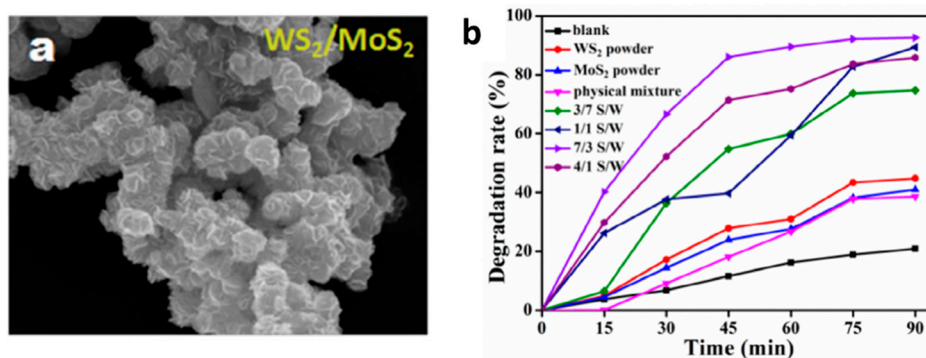 a
WS₂/MoS₂
b
Degradation rate (%)
100
80
60
40
20
0
blank
WS₂ powder
MoS₂ powder
physical mixture
3/7 S/W
1/1 S/W
7/3 S/W
4/1 S/W
0 15 30 45 60 75 90
Time (min)